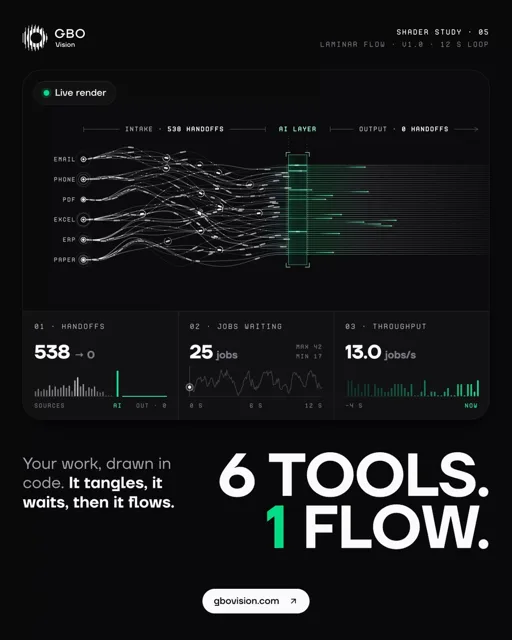 GBO
Vision
SHADER STUDY · 05
LAMINAR FLOW · V1.0 · 12 S LOOP
Live render
INTAKE · 538 HANDOFFS
AI LAYER
OUTPUT · 0 HANDOFFS
EMAIL
PHONE
PDF
EXCEL
ERP
PAPER
01 · HANDOFFS
538 → 0
SOURCES
AI
OUT · 0
02 · JOBS WAITING
25 jobs
MAX 42
MIN 17
0 S
6 S
12 S
03 · THROUGHPUT
13.0 jobs/s
−4 S
NOW
Your work, drawn in
code. It tangles, it
waits, then it flows.
6 TOOLS.
1 FLOW.
gbovision.com ↗